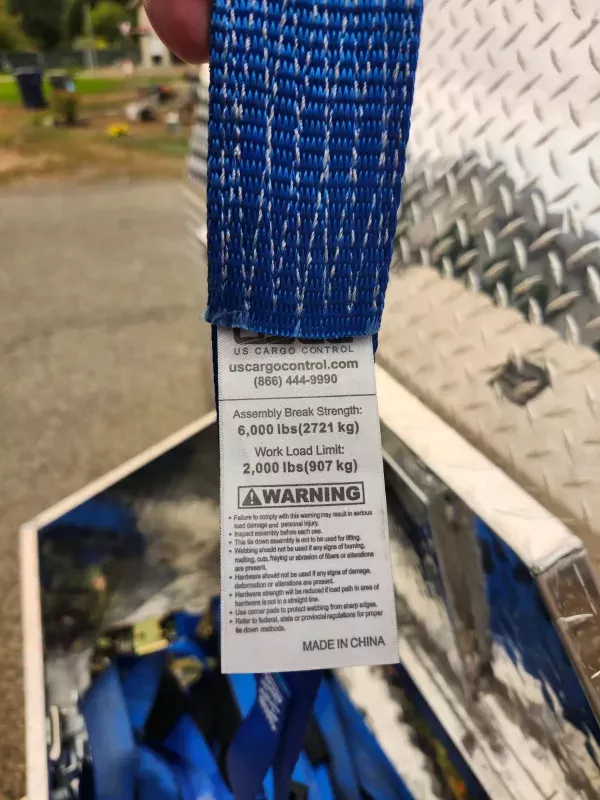 US CARGO CONTROL
uscargocontrol.com
(866) 444-9990
Assembly Break Strength:
6,000 lbs(2721 kg)
Work Load Limit:
2,000 lbs(907 kg)
WARNING
• Failure to comply with this warning may result in serious
load damage and personal injury.
• Inspect assembly before each use.
• This tie down assembly is not to be used for lifting.
• Webbing should not be used if any signs of burning,
melting, cuts, fraying or abrasion of fibers or alterations
are present.
• Hardware should not be used if any signs of damage,
deformation or alterations are present.
• Hardware strength will be reduced if load path in area of
hardware is not in a straight line.
• Use corner pads to protect webbing from sharp edges.
• Refer to federal, state or provincial regulations for proper
tie down methods.
MADE IN CHINA